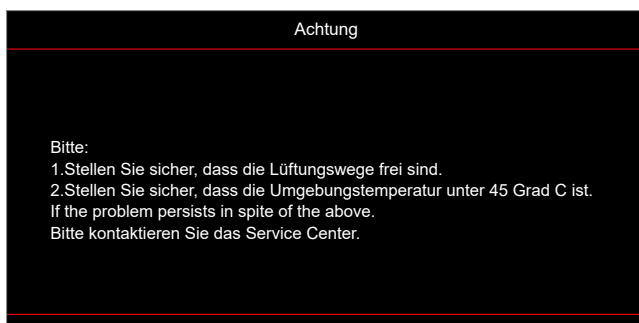 Achtung
Bitte:
1.Stellen Sie sicher, dass die Lüftungswege frei sind.
2.Stellen Sie sicher, dass die Umgebungstemperatur unter 45 Grad C ist.
If the problem persists in spite of the above.
Bitte kontaktieren Sie das Service Center.